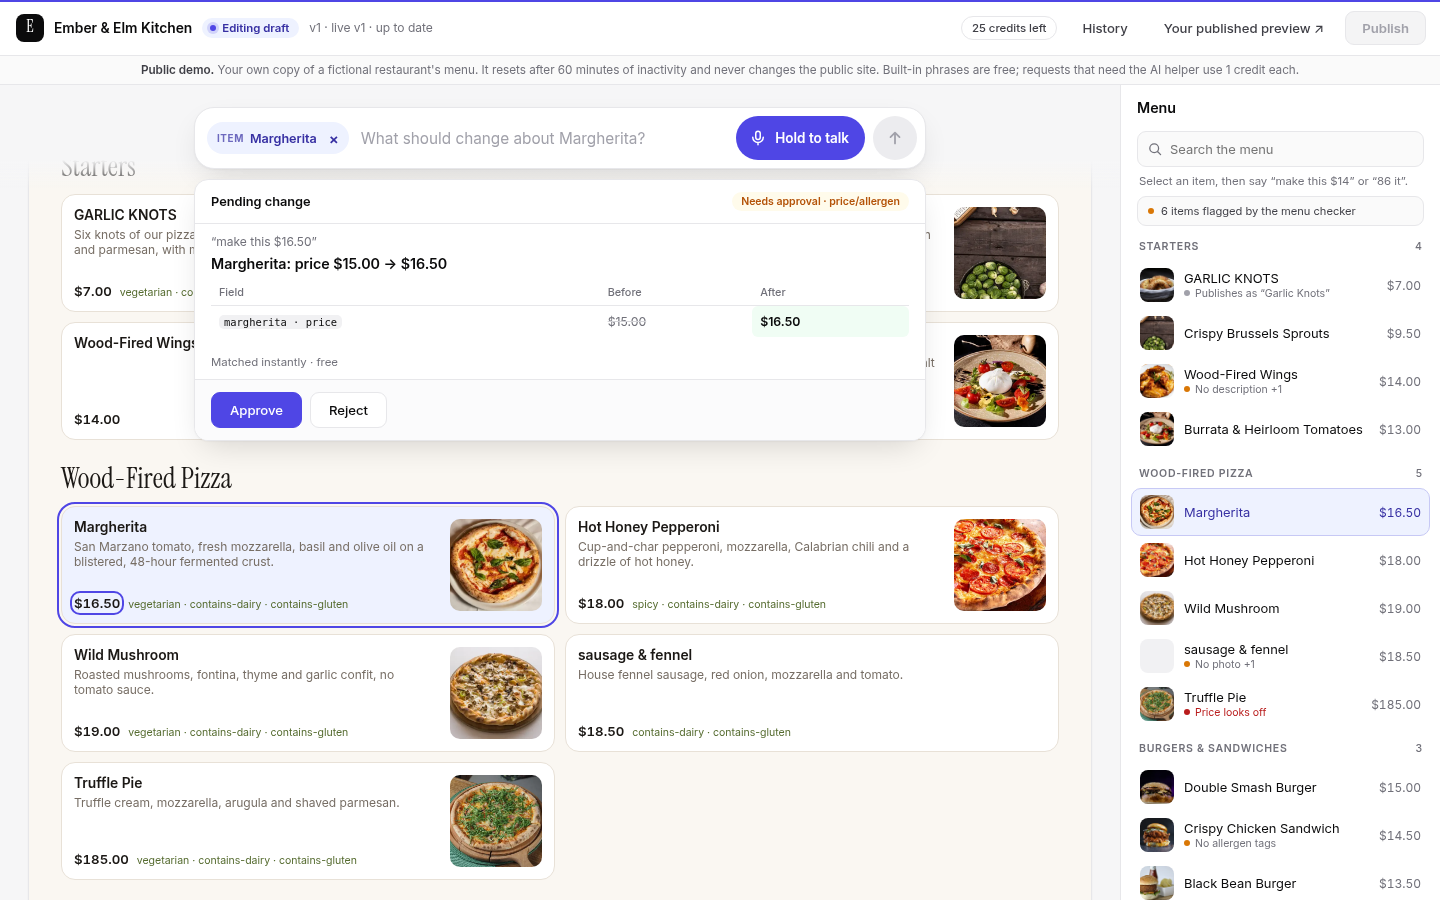 E
Ember & Elm Kitchen
Editing draft
v1 · live v1 · up to date
25 credits left
History
Your published preview ↗
Publish
Public demo. Your own copy of a fictional restaurant's menu. It resets after 60 minutes of inactivity and never changes the public site. Built-in phrases are free; requests that need the AI helper use 1 credit each.
ITEM Margherita ×
What should change about Margherita?
Hold to talk
Starters
GARLIC KNOTS
Six knots of our pizza
and parmesan, with
$7.00 vegetarian
Wood-Fired Wings
$14.00
Pending change
Needs approval · price/allergen
“make this $16.50”
Margherita: price $15.00 → $16.50
Field Before After
margherita · price $15.00 $16.50
Matched instantly · free
Approve
Reject
Wood-Fired Pizza
Margherita
San Marzano tomato, fresh mozzarella, basil and olive oil on a
blistered, 48-hour fermented crust.
$16.50 vegetarian · contains-dairy · contains-gluten
Hot Honey Pepperoni
Cup-and-char pepperoni, mozzarella, Calabrian chili and a
drizzle of hot honey.
$18.00 spicy · contains-dairy · contains-gluten
Wild Mushroom
Roasted mushrooms, fontina, thyme and garlic confit, no
tomato sauce.
$19.00 vegetarian · contains-dairy · contains-gluten
sausage & fennel
House fennel sausage, red onion, mozzarella and tomato.
$18.50 contains-dairy · contains-gluten
Truffle Pie
Truffle cream, mozzarella, arugula and shaved parmesan.
$185.00 vegetarian · contains-dairy · contains-gluten
Menu
Search the menu
Select an item, then say “make this $14” or “86 it”.
6 items flagged by the menu checker
STARTERS 4
GARLIC KNOTS $7.00
Publishes as “Garlic Knots”
Crispy Brussels Sprouts $9.50
Wood-Fired Wings $14.00
No description +1
Burrata & Heirloom Tomatoes $13.00
WOOD-FIRED PIZZA 5
Margherita $16.50
Hot Honey Pepperoni $18.00
Wild Mushroom $19.00
sausage & fennel $18.50
No photo +1
Truffle Pie $185.00
Price looks off
BURGERS & SANDWICHES 3
Double Smash Burger $15.00
Crispy Chicken Sandwich $14.50
No allergen tags
Black Bean Burger $13.50